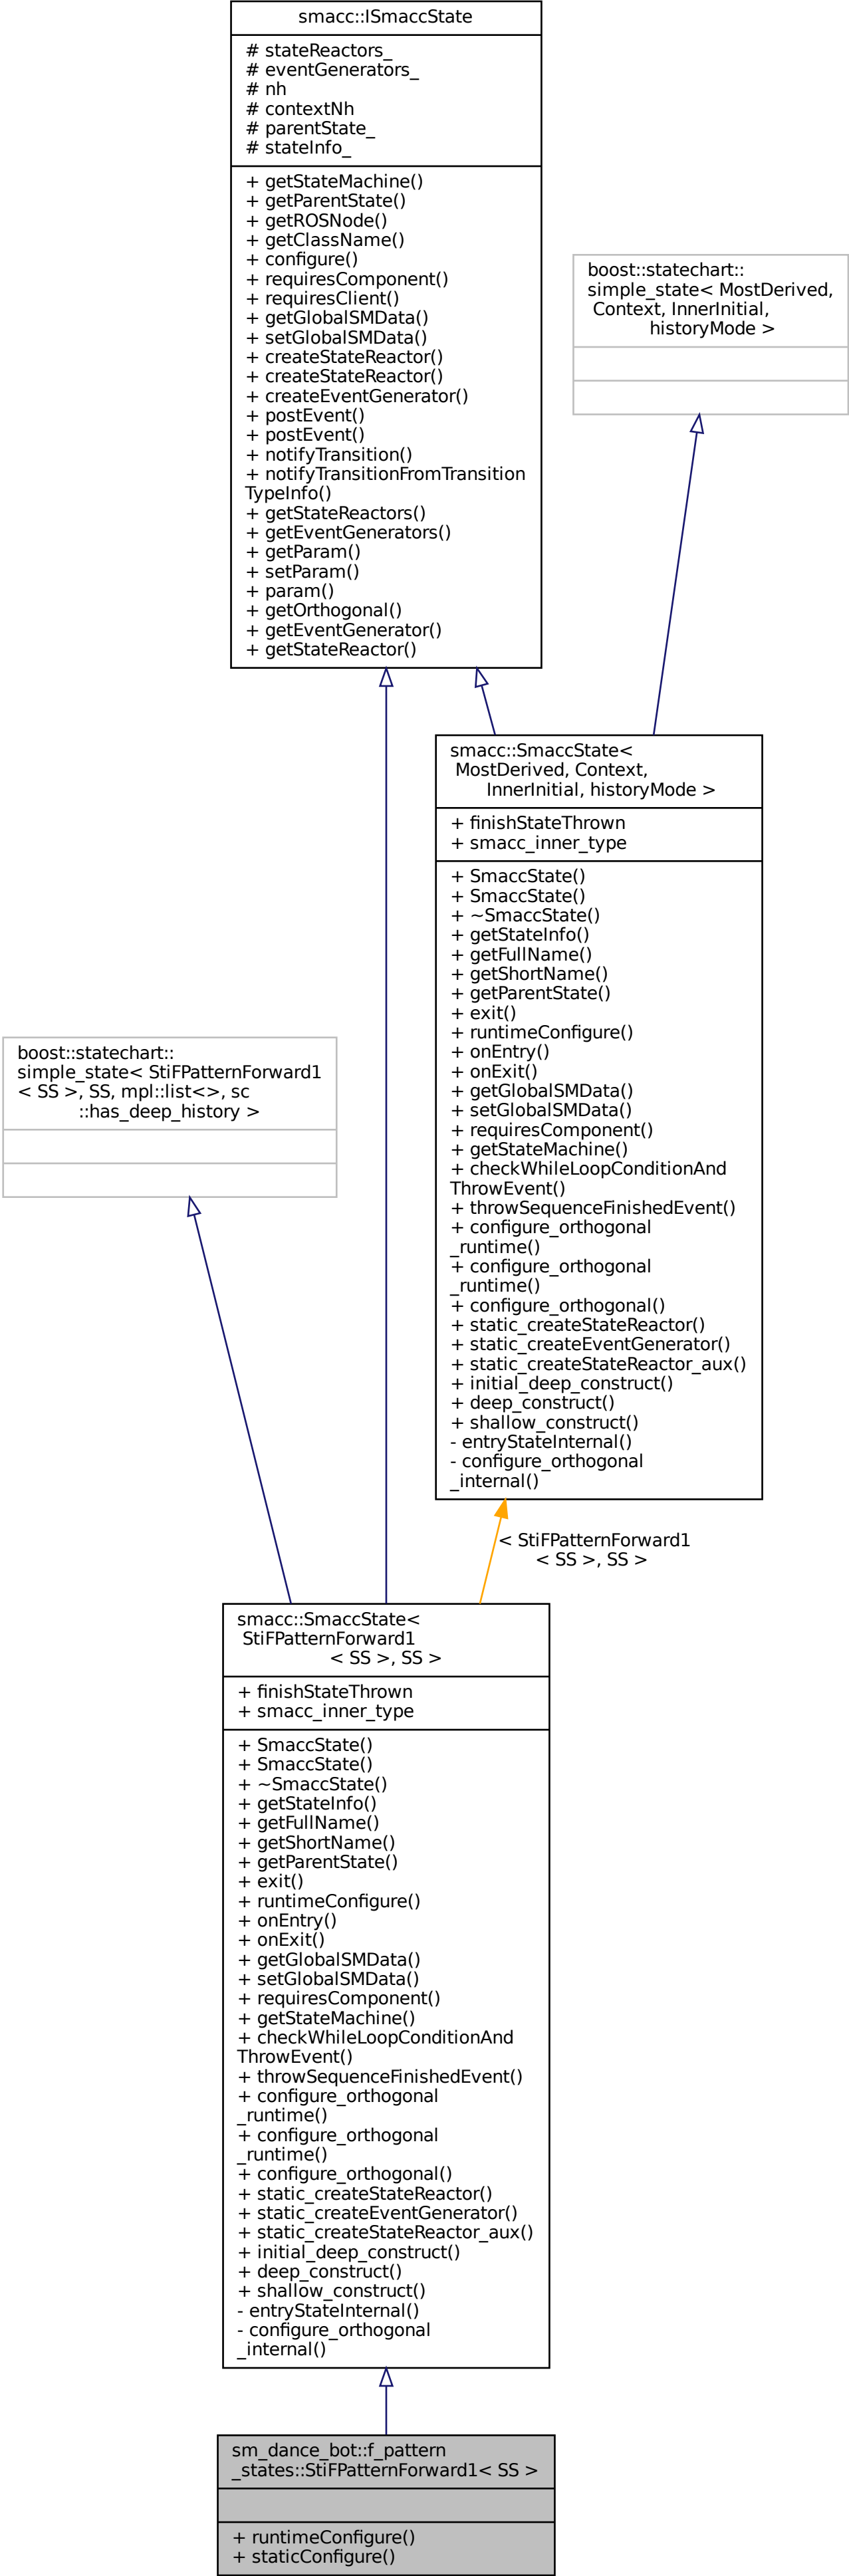 smacc::ISmaccState
# stateReactors_
# eventGenerators_
# nh
# contextNh
# parentState_
# stateInfo_
+ getStateMachine()
+ getParentState()
+ getROSNode()
+ getClassName()
+ configure()
+ requiresComponent()
+ requiresClient()
+ getGlobalSMData()
+ setGlobalSMData()
+ createStateReactor()
+ createStateReactor()
+ createEventGenerator()
+ postEvent()
+ postEvent()
+ notifyTransition()
+ notifyTransitionFromTransition
TypeInfo()
+ getStateReactors()
+ getEventGenerators()
+ getParam()
+ setParam()
+ param()
+ getOrthogonal()
+ getEventGenerator()
+ getStateReactor()
boost::statechart::
simple_state< MostDerived,
Context, InnerInitial,
historyMode >
smacc::SmaccState<
MostDerived, Context,
InnerInitial, historyMode >
+ finishStateThrown
+ smacc_inner_type
+ SmaccState()
+ SmaccState()
+ ~SmaccState()
+ getStateInfo()
+ getFullName()
+ getShortName()
+ getParentState()
+ exit()
+ runtimeConfigure()
+ onEntry()
+ onExit()
+ getGlobalSMData()
+ setGlobalSMData()
+ requiresComponent()
+ getStateMachine()
+ checkWhileLoopConditionAnd
ThrowEvent()
+ throwSequenceFinishedEvent()
+ configure_orthogonal
_runtime()
+ configure_orthogonal
_runtime()
+ configure_orthogonal()
+ static_createStateReactor()
+ static_createEventGenerator()
+ static_createStateReactor_aux()
+ initial_deep_construct()
+ deep_construct()
+ shallow_construct()
- entryStateInternal()
- configure_orthogonal
_internal()
boost::statechart::
simple_state< StiFPatternForward1
< SS >, SS, mpl::list<>, sc
::has_deep_history >
< StiFPatternForward1
< SS >, SS >
smacc::SmaccState<
StiFPatternForward1
< SS >, SS >
+ finishStateThrown
+ smacc_inner_type
+ SmaccState()
+ SmaccState()
+ ~SmaccState()
+ getStateInfo()
+ getFullName()
+ getShortName()
+ getParentState()
+ exit()
+ runtimeConfigure()
+ onEntry()
+ onExit()
+ getGlobalSMData()
+ setGlobalSMData()
+ requiresComponent()
+ getStateMachine()
+ checkWhileLoopConditionAnd
ThrowEvent()
+ throwSequenceFinishedEvent()
+ configure_orthogonal
_runtime()
+ configure_orthogonal
_runtime()
+ configure_orthogonal()
+ static_createStateReactor()
+ static_createEventGenerator()
+ static_createStateReactor_aux()
+ initial_deep_construct()
+ deep_construct()
+ shallow_construct()
- entryStateInternal()
- configure_orthogonal
_internal()
sm_dance_bot::f_pattern
_states::StiFPatternForward1< SS >
+ runtimeConfigure()
+ staticConfigure()